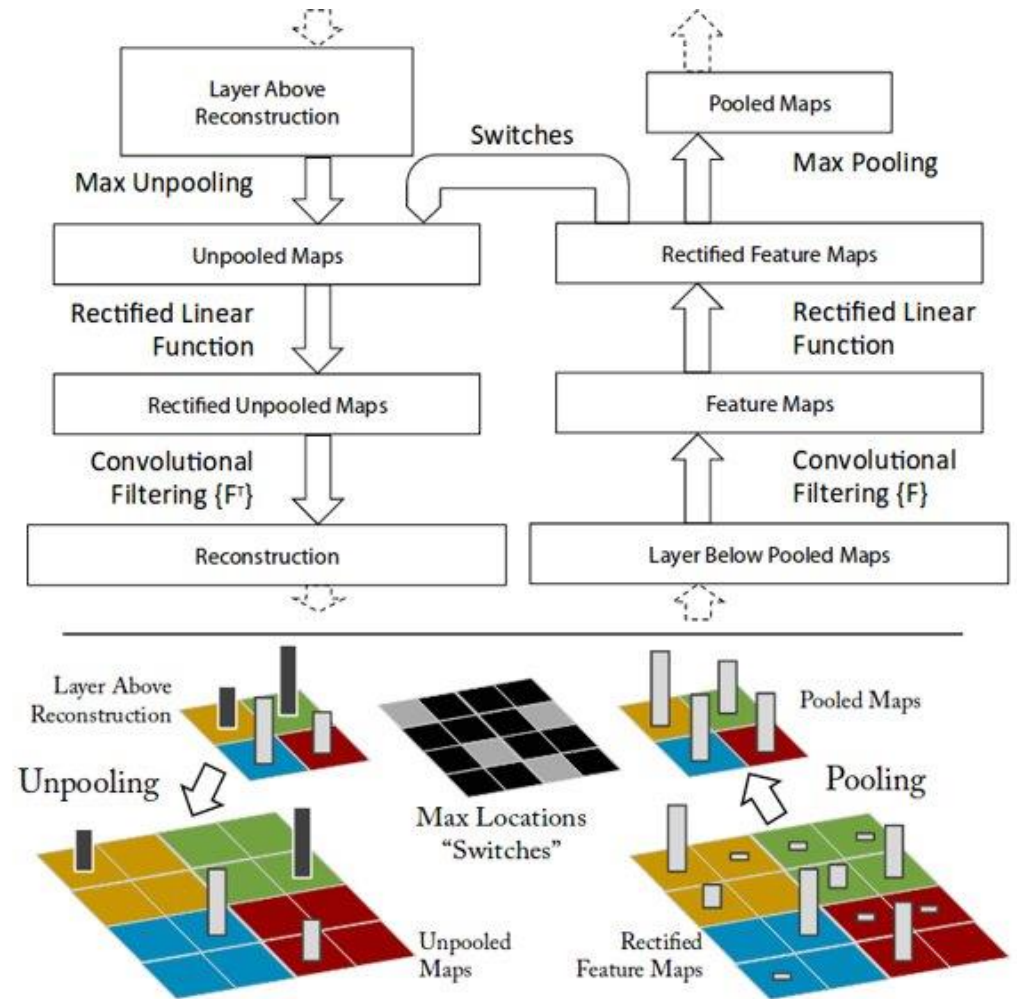 Layer Above
Reconstruction
Pooled Maps
Switches
Max Unpooling
Max Pooling
Unpooled Maps
Rectified Feature Maps
Rectified Linear
Function
Rectified Linear
Function
Rectified Unpooled Maps
Feature Maps
Convolutional
Filtering {Fᵀ}
Convolutional
Filtering {F}
Reconstruction
Layer Below Pooled Maps
Layer Above
Reconstruction
Pooled Maps
Unpooling
Pooling
Max Locations
“Switches”
Unpooled
Maps
Rectified
Feature Maps